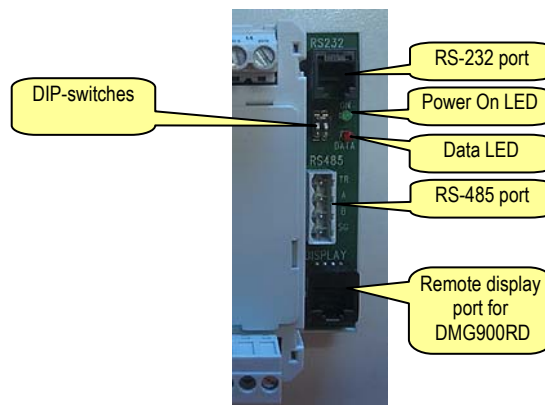 RS232
RS-232 port
DIP-switches
ON
Power On LED
DATA
Data LED
RS485
TR
A
B
SG
RS-485 port
DISPLAY
Remote display
port for
DMG900RD